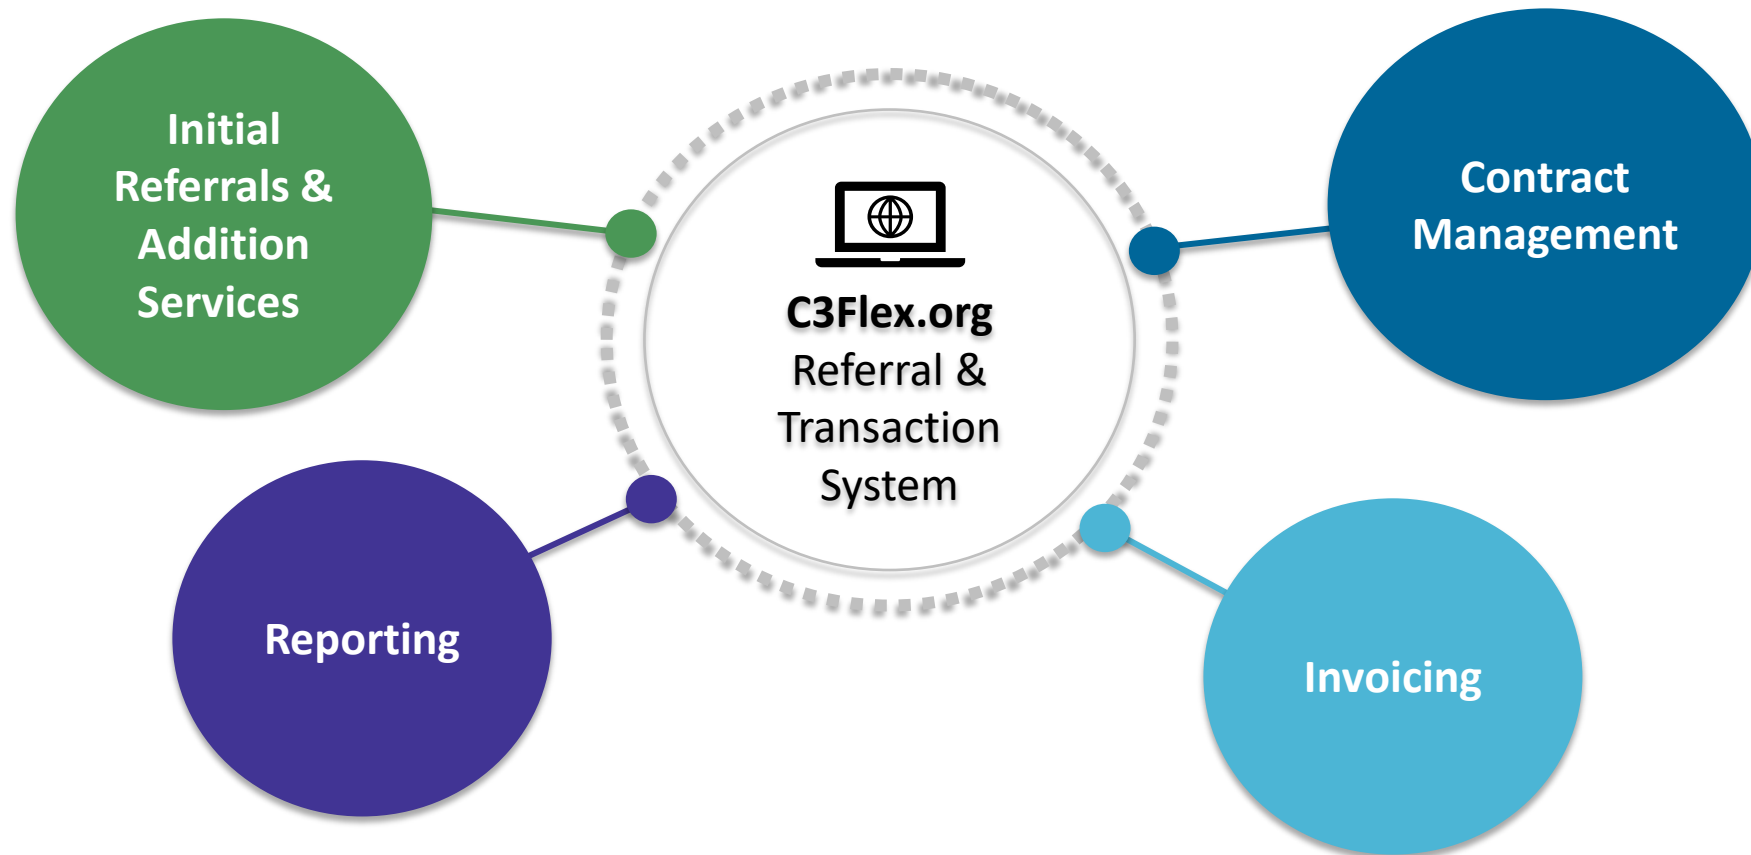 Initial
Referrals &
Addition
Services
C3Flex.org
Referral &
Transaction
System
Contract
Management
Reporting
Invoicing